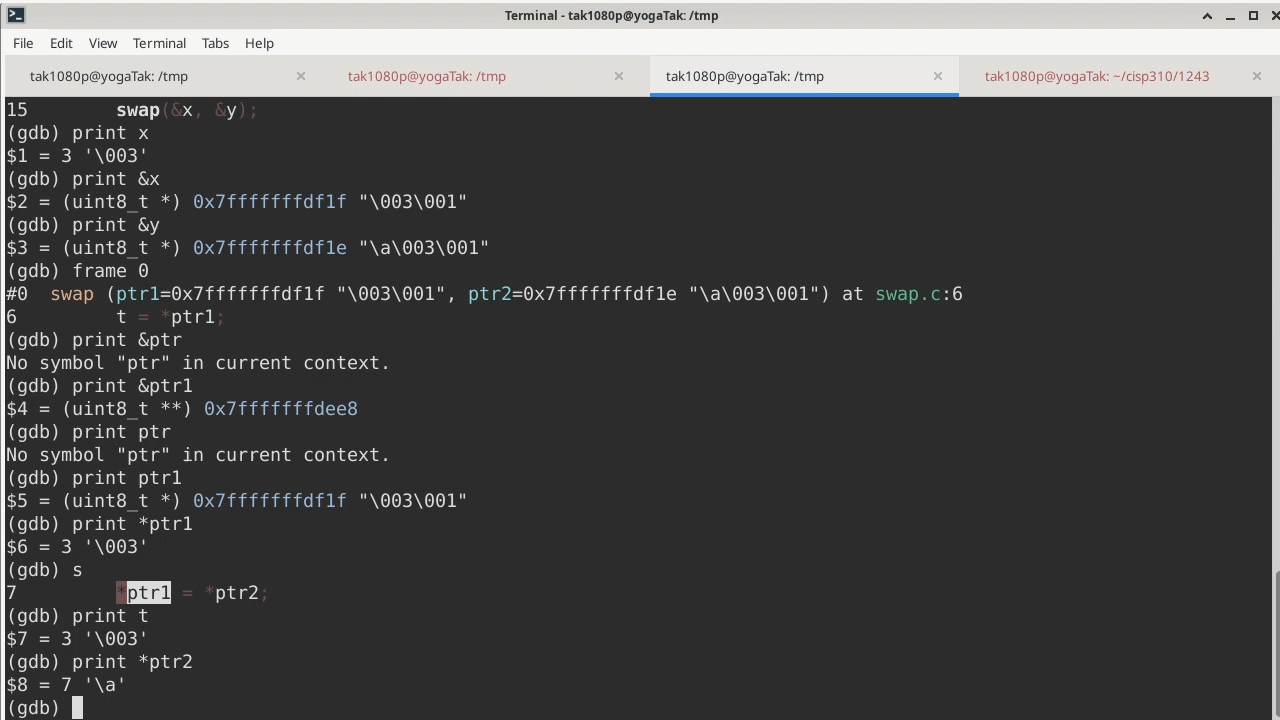 Terminal - tak1080p@yogaTak: /tmp
File Edit View Terminal Tabs Help
tak1080p@yogaTak: /tmp tak1080p@yogaTak: /tmp tak1080p@yogaTak: /tmp tak1080p@yogaTak: ~/cisp310/1243
15 swap(&x, &y);
(gdb) print x
$1 = 3 '\003'
(gdb) print &x
$2 = (uint8_t *) 0x7fffffffdf1f "\003\001"
(gdb) print &y
$3 = (uint8_t *) 0x7fffffffdf1e "\a\003\001"
(gdb) frame 0
#0 swap (ptr1=0x7fffffffdf1f "\003\001", ptr2=0x7fffffffdf1e "\a\003\001") at swap.c:6
6 t = *ptr1;
(gdb) print &ptr
No symbol "ptr" in current context.
(gdb) print &ptr1
$4 = (uint8_t **) 0x7fffffffdee8
(gdb) print ptr
No symbol "ptr" in current context.
(gdb) print ptr1
$5 = (uint8_t *) 0x7fffffffdf1f "\003\001"
(gdb) print *ptr1
$6 = 3 '\003'
(gdb) s
7 *ptr1 = *ptr2;
(gdb) print t
$7 = 3 '\003'
(gdb) print *ptr2
$8 = 7 '\a'
(gdb)